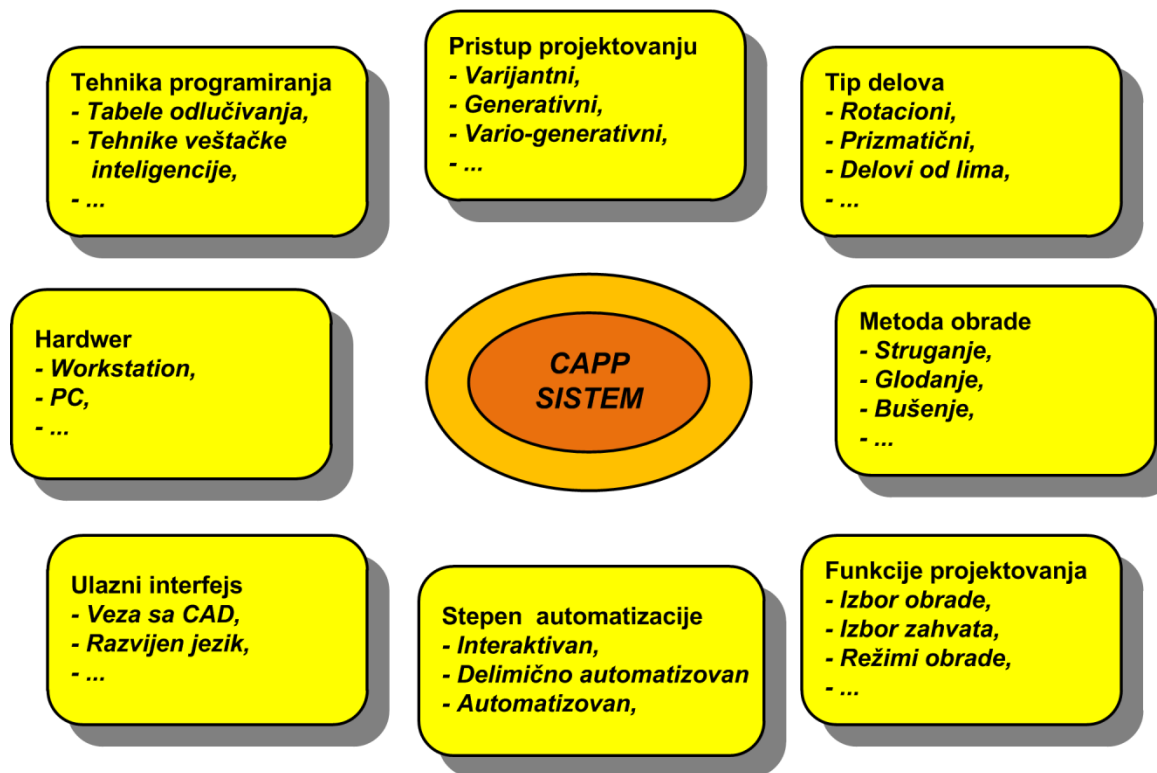 Tehnika programiranja
- Tabele odlučivanja,
- Tehnike veštačke
inteligencije,
- ...
Pristup projektovanju
- Varijantni,
- Generativni,
- Vario-generativni,
- ...
Tip delova
- Rotacioni,
- Prizmatični,
- Delovi od lima,
- ...
Hardwer
- Workstation,
- PC,
- ...
CAPP
SISTEM
Metoda obrade
- Struganje,
- Glodanje,
- Bušenje,
- ...
Ulazni interfejs
- Veza sa CAD,
- Razvijen jezik,
- ...
Stepen automatizacije
- Interaktivan,
- Delimično automatizovan
- Automatizovan,
Funkcije projektovanja
- Izbor obrade,
- Izbor zahvata,
- Režimi obrade,
- ...